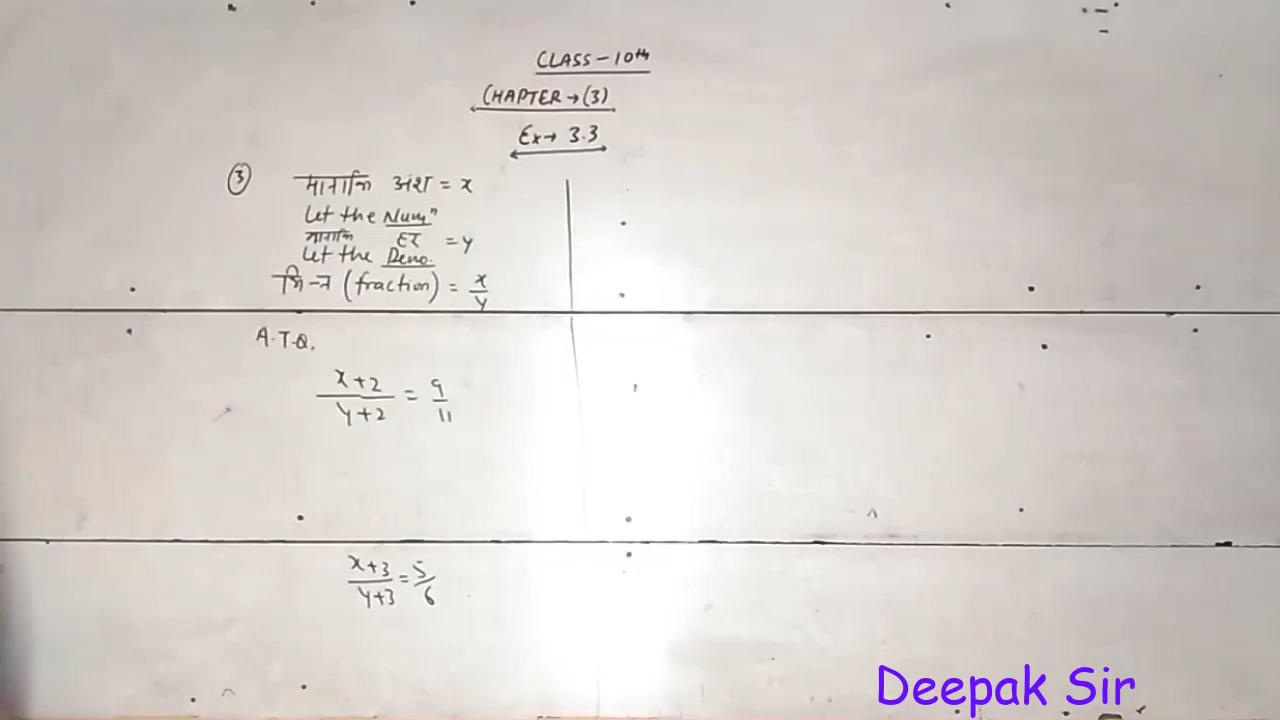 CLASS - 10th
CHAPTER → (3)
Ex → 3.3
③ मानाकि अंश = x
Let the Numⁿ
मानाकि हर = y
Let the Deno.
भिन्न (fraction) = x/y
A.T.Q.
x+2/y+2 = 9/11
x+3/y+3 = 5/6
Deepak Sir